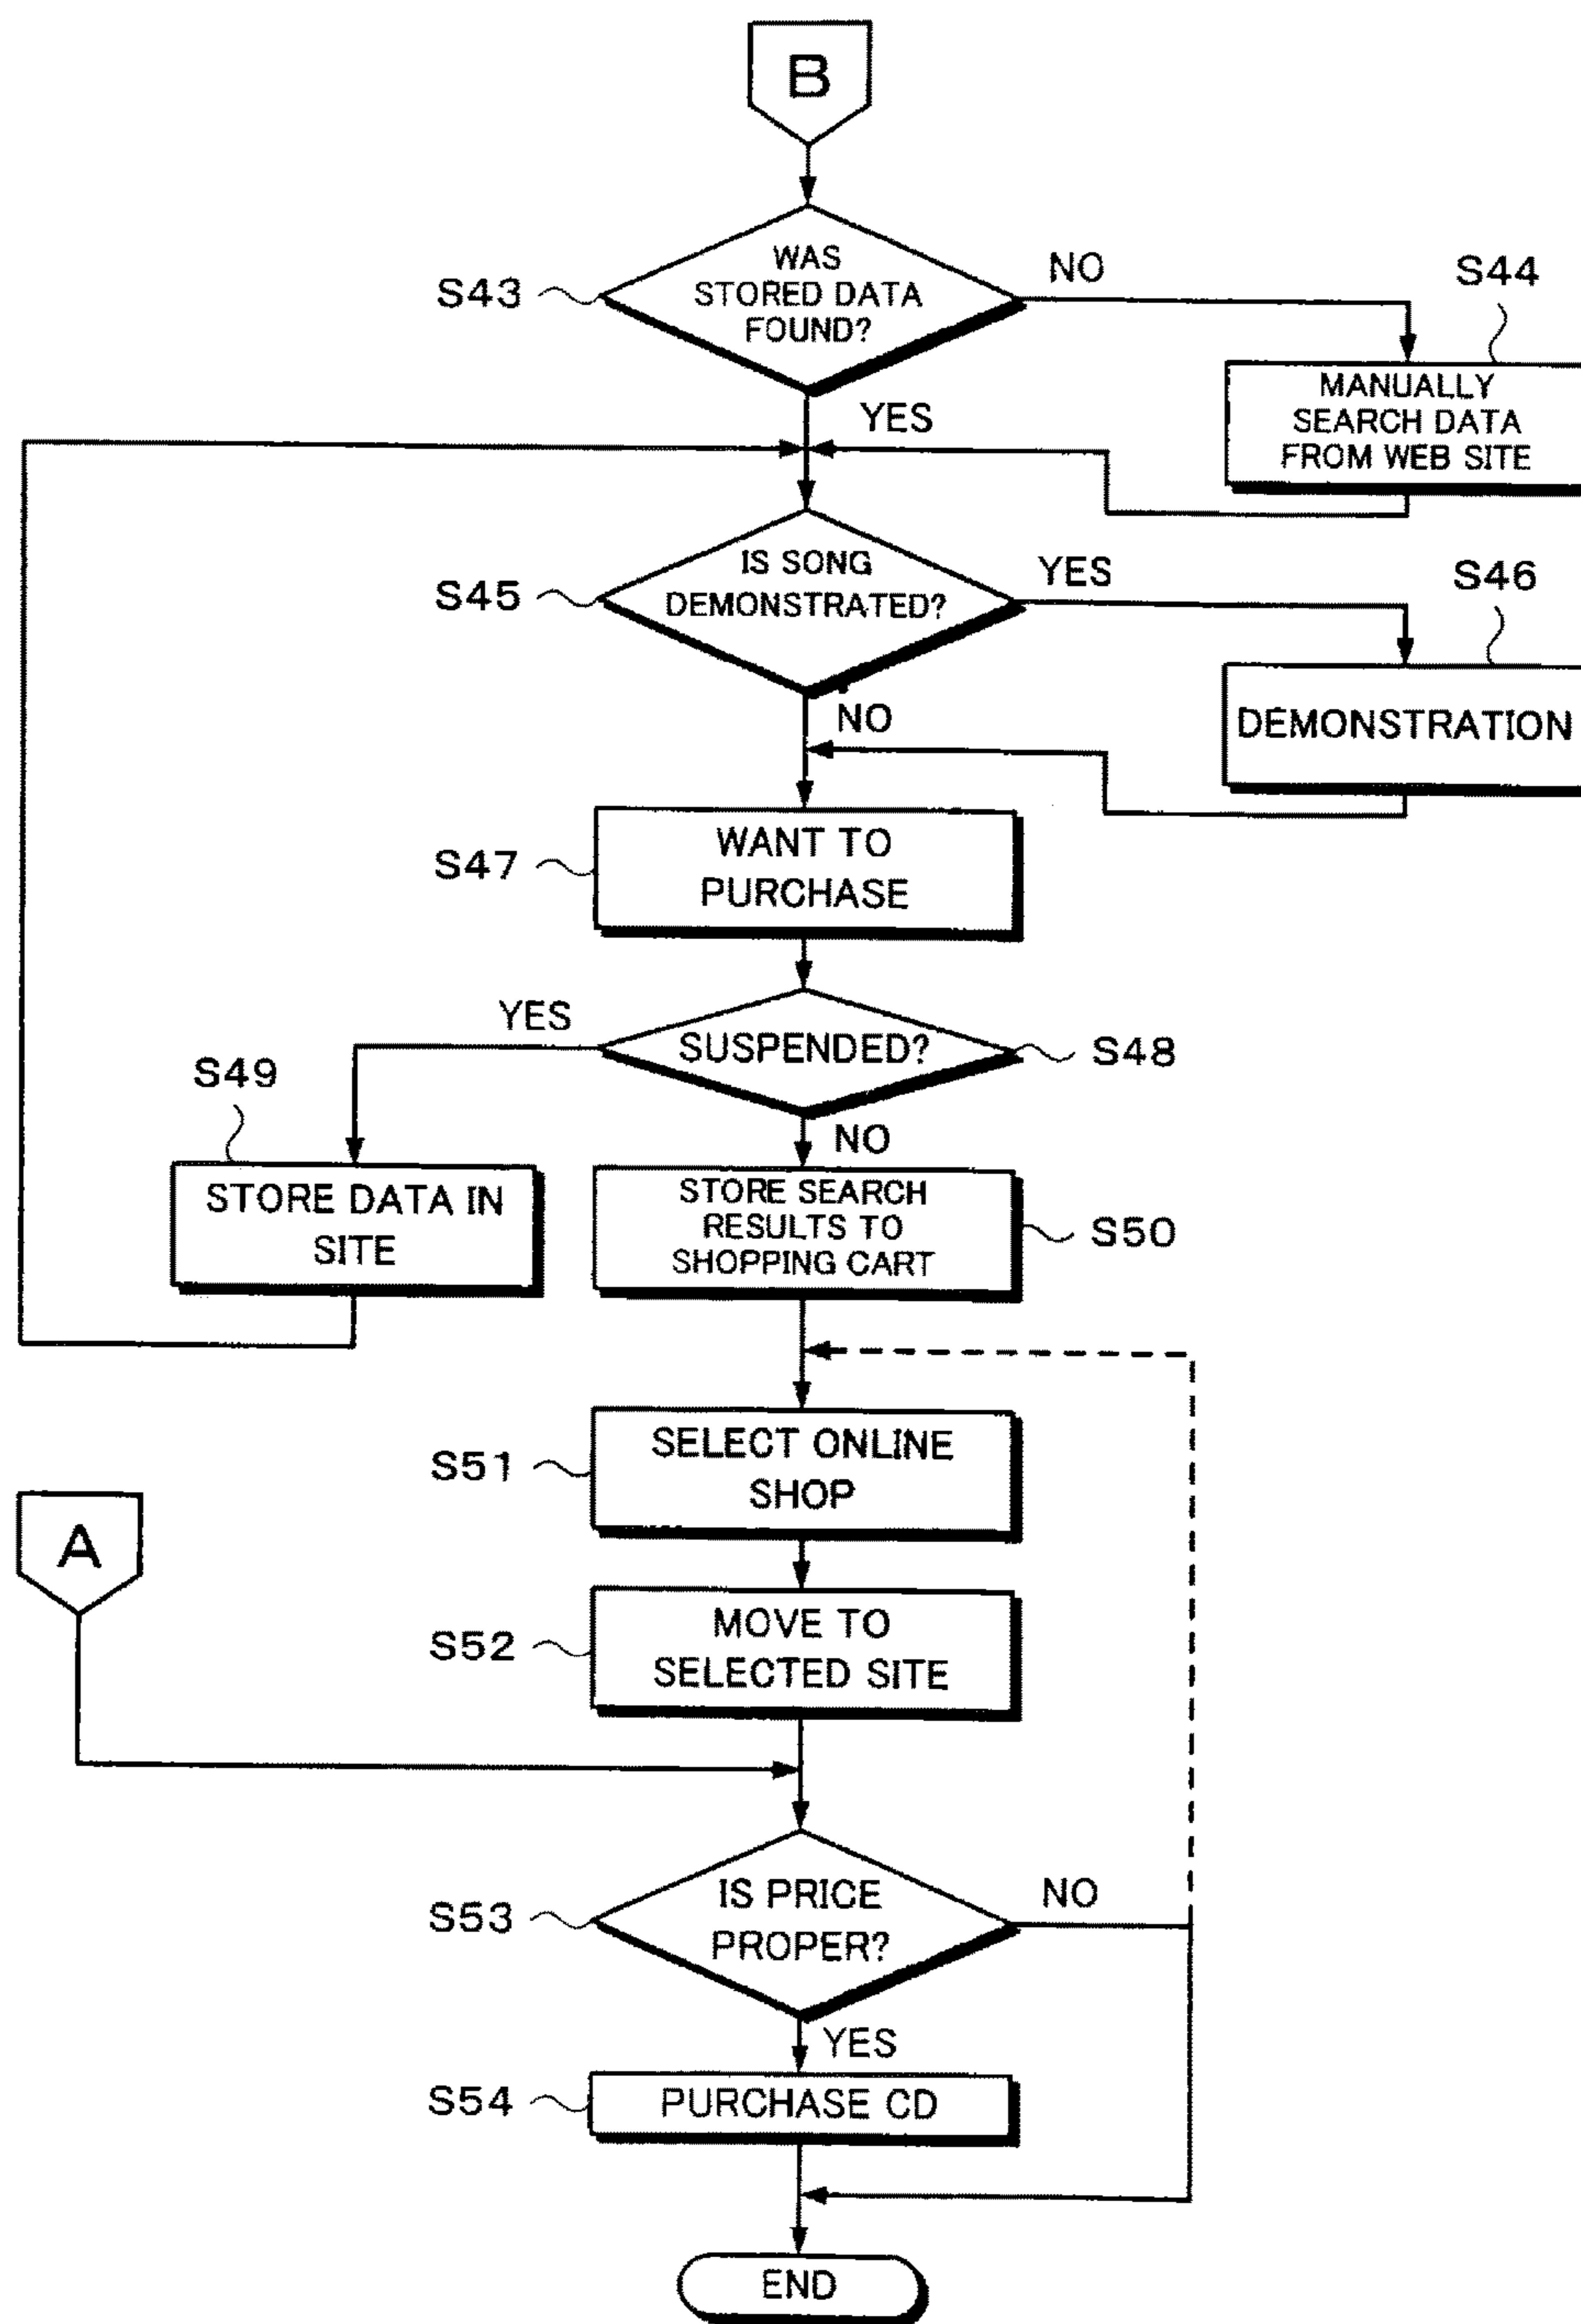 B
WAS
STORED DATA
FOUND?
S43
NO
S44
MANUALLY
SEARCH DATA
FROM WEB SITE
YES
IS SONG
DEMONSTRATED?
S45
YES
S46
DEMONSTRATION
NO
WANT TO
PURCHASE
S47
YES
SUSPENDED?
S48
S49
NO
STORE DATA IN
SITE
STORE SEARCH
RESULTS TO
SHOPPING CART
S50
SELECT ONLINE
SHOP
S51
A
MOVE TO
SELECTED SITE
S52
IS PRICE
PROPER?
S53
NO
YES
PURCHASE CD
S54
END